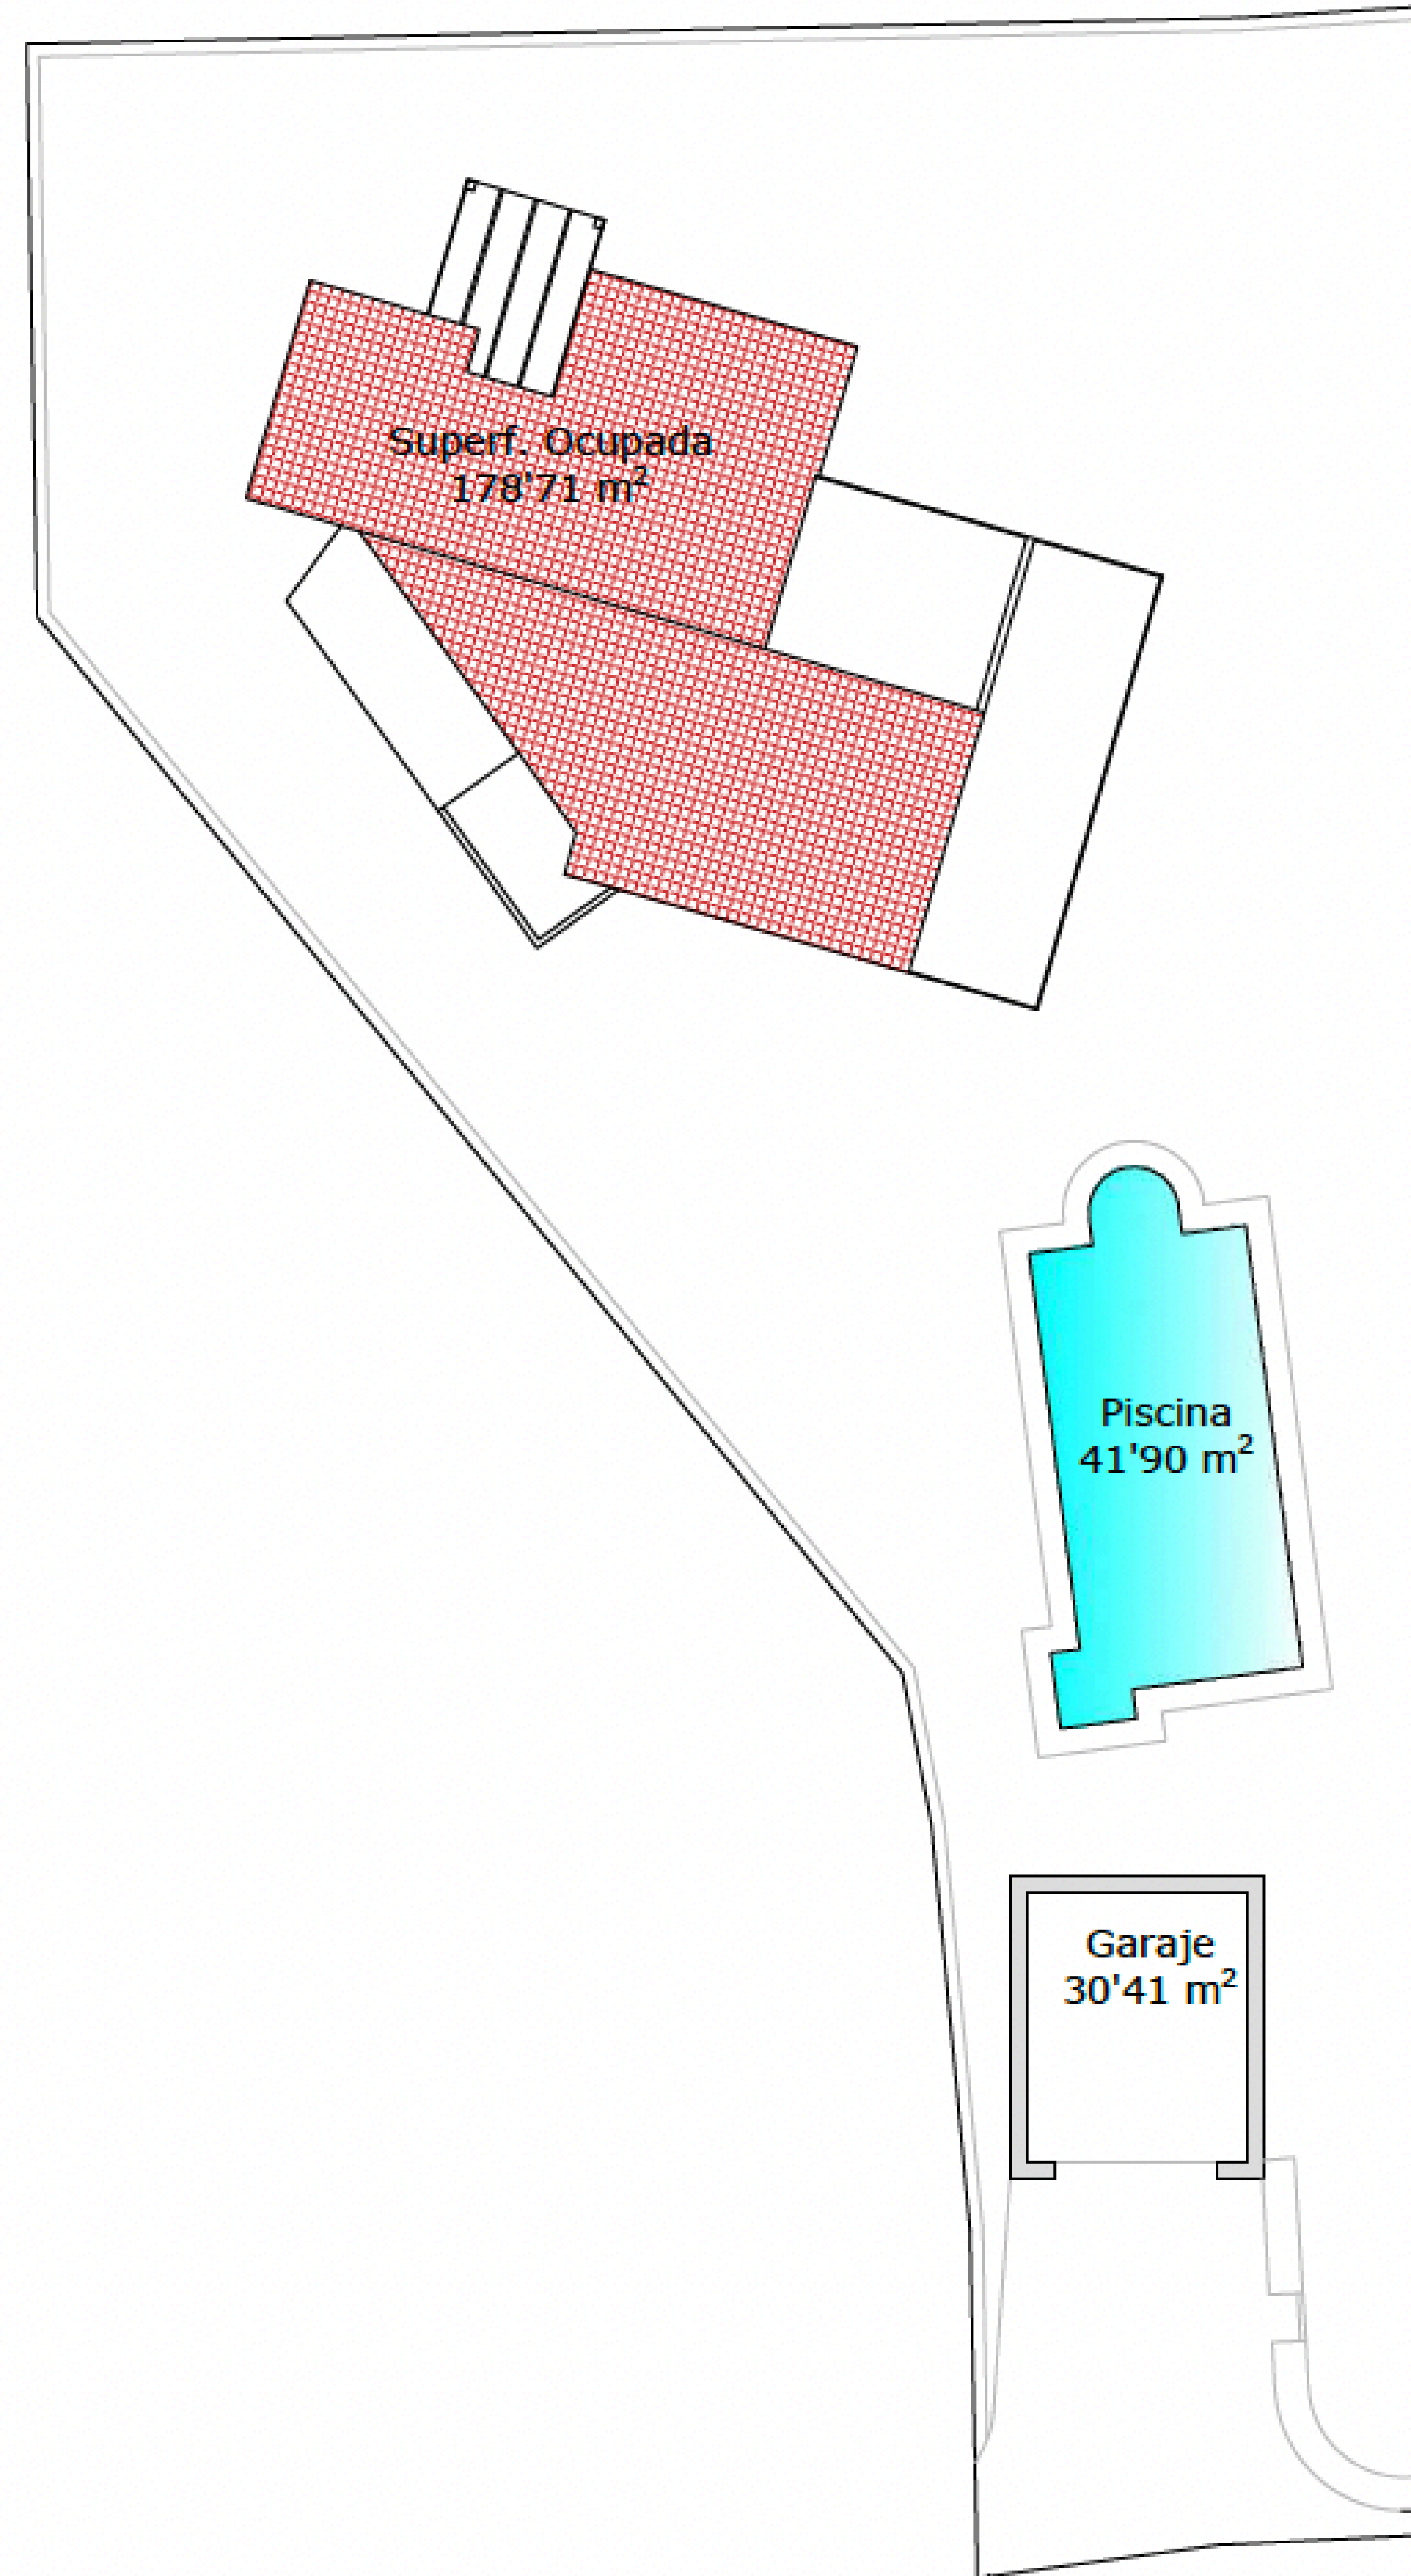 Superf. Ocupada
178'71 m²
Piscina
41'90 m²
Garaje
30'41 m²